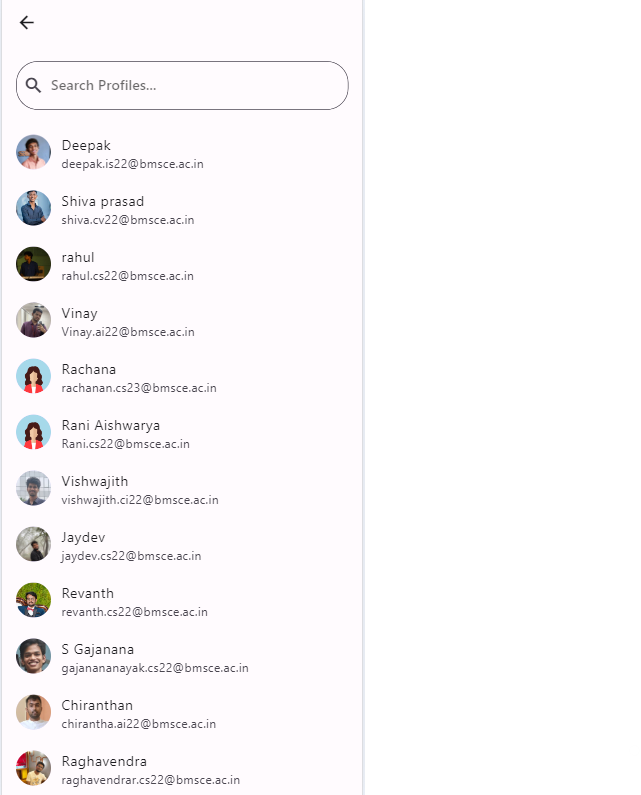 Search Profiles...
Deepak
deepak.is22@bmsce.ac.in
Shiva prasad
shiva.cv22@bmsce.ac.in
rahul
rahul.cs22@bmsce.ac.in
Vinay
Vinay.ai22@bmsce.ac.in
Rachana
rachanan.cs23@bmsce.ac.in
Rani Aishwarya
Rani.cs22@bmsce.ac.in
Vishwajith
vishwajith.ci22@bmsce.ac.in
Jaydev
jaydev.cs22@bmsce.ac.in
Revanth
revanth.cs22@bmsce.ac.in
S Gajanana
gajanananayak.cs22@bmsce.ac.in
Chiranthan
chirantha.ai22@bmsce.ac.in
Raghavendra
raghavendrar.cs22@bmsce.ac.in